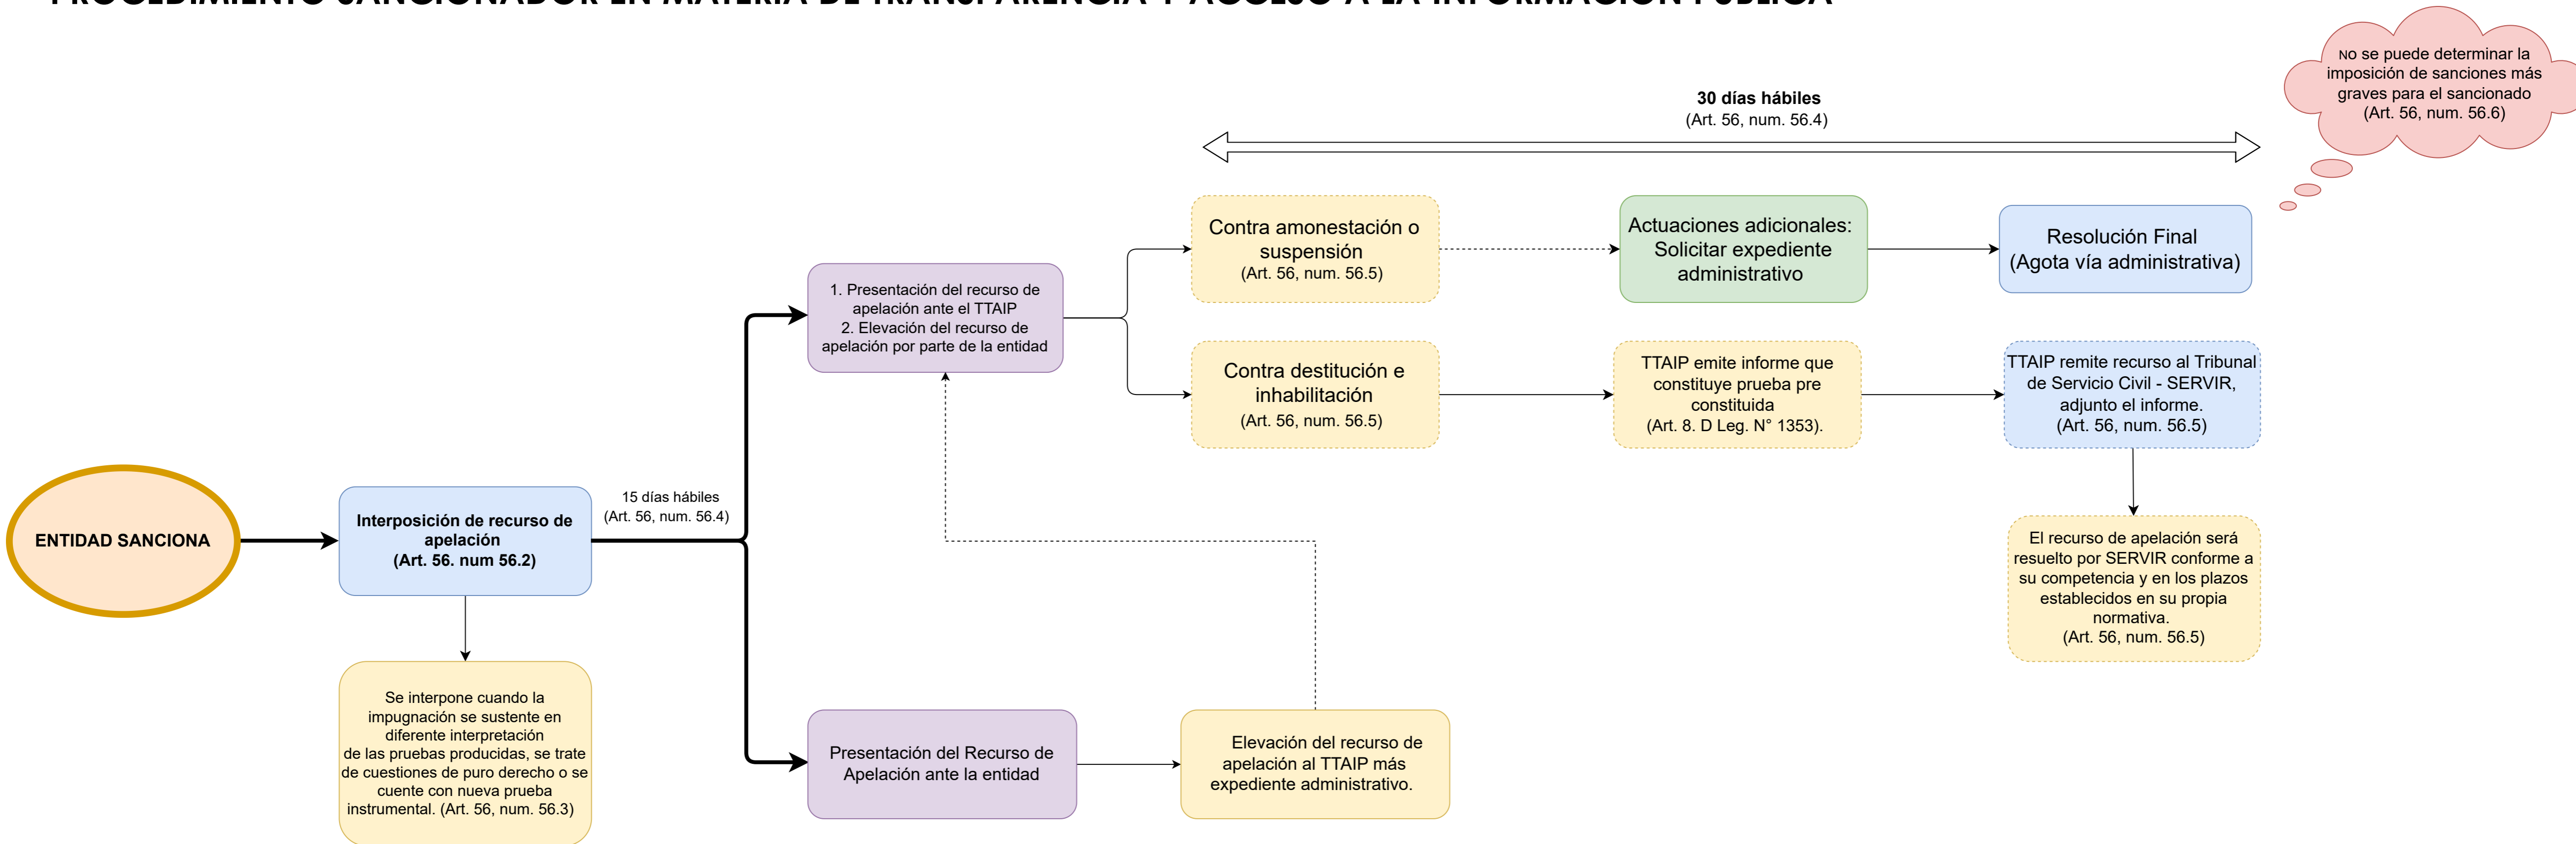 PROCEDIMIENTO SANCIONADOR EN MATERIA DE TRANSPARENCIA Y ACCESO A LA INFORMACIÓN PÚBLICA
No se puede determinar la
imposición de sanciones más
graves para el sancionado
(Art. 56, num. 56.6)
30 días hábiles
(Art. 56, num. 56.4)
Contra amonestación o
suspensión
(Art. 56, num. 56.5)
Actuaciones adicionales:
Solicitar expediente
administrativo
Resolución Final
(Agota vía administrativa)
1. Presentación del recurso de
apelación ante el TTAIP
2. Elevación del recurso de
apelación por parte de la entidad
Contra destitución e
inhabilitación
(Art. 56, num. 56.5)
TTAIP emite informe que
constituye prueba pre
constituida
(Art. 8. D Leg. N° 1353).
TTAIP remite recurso al Tribunal
de Servicio Civil - SERVIR,
adjunto el informe.
(Art. 56, num. 56.5)
ENTIDAD SANCIONA
Interposición de recurso de
apelación
(Art. 56. num 56.2)
15 días hábiles
(Art. 56, num. 56.4)
El recurso de apelación será
resuelto por SERVIR conforme a
su competencia y en los plazos
establecidos en su propia
normativa.
(Art. 56, num. 56.5)
Se interpone cuando la
impugnación se sustente en
diferente interpretación
de las pruebas producidas, se trate
de cuestiones de puro derecho o se
cuente con nueva prueba
instrumental. (Art. 56, num. 56.3)
Presentación del Recurso de
Apelación ante la entidad
Elevación del recurso de
apelación al TTAIP más
expediente administrativo.